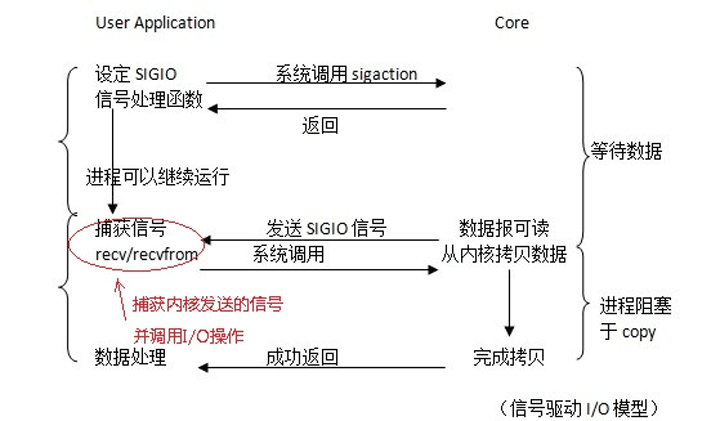 User Application
Core
设定 SIGIO
信号处理函数
系统调用 sigaction
返回
等待数据
进程可以继续运行
捕获信号
recv/recvfrom
发送 SIGIO 信号
系统调用
数据报可读
从内核拷贝数据
捕获内核发送的信号
并调用I/O操作
进程阻塞
于 copy
数据处理
成功返回
完成拷贝
（信号驱动 I/O 模型）